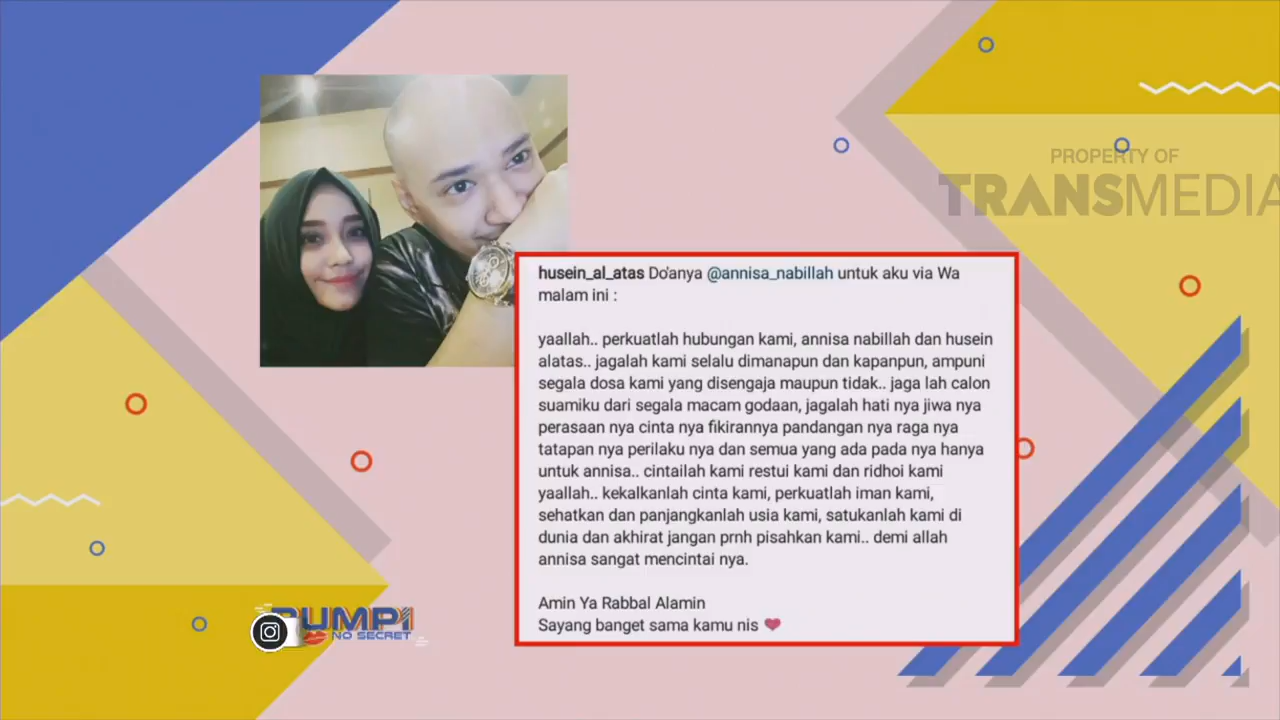 PROPERTY OF
TRANSMEDIA
husein_al_atas Do'anya @annisa_nabillah untuk aku via Wa
malam ini :
yaallah.. perkuatlah hubungan kami, annisa nabillah dan husein
alatas.. jagalah kami selalu dimanapun dan kapanpun, ampuni
segala dosa kami yang disengaja maupun tidak.. jaga lah calon
suamiku dari segala macam godaan, jagalah hati nya jiwa nya
perasaan nya cinta nya fikirannya pandangan nya raga nya
tatapan nya perilaku nya dan semua yang ada pada nya hanya
untuk annisa.. cintailah kami restui kami dan ridhoi kami
yaallah.. kekalkanlah cinta kami, perkuatlah iman kami,
sehatkan dan panjangkanlah usia kami, satukanlah kami di
dunia dan akhirat jangan prnh pisahkan kami.. demi allah
annisa sangat mencintai nya.
Amin Ya Rabbal Alamin
Sayang banget sama kamu nis ❤
RUMPI
NO SECRET